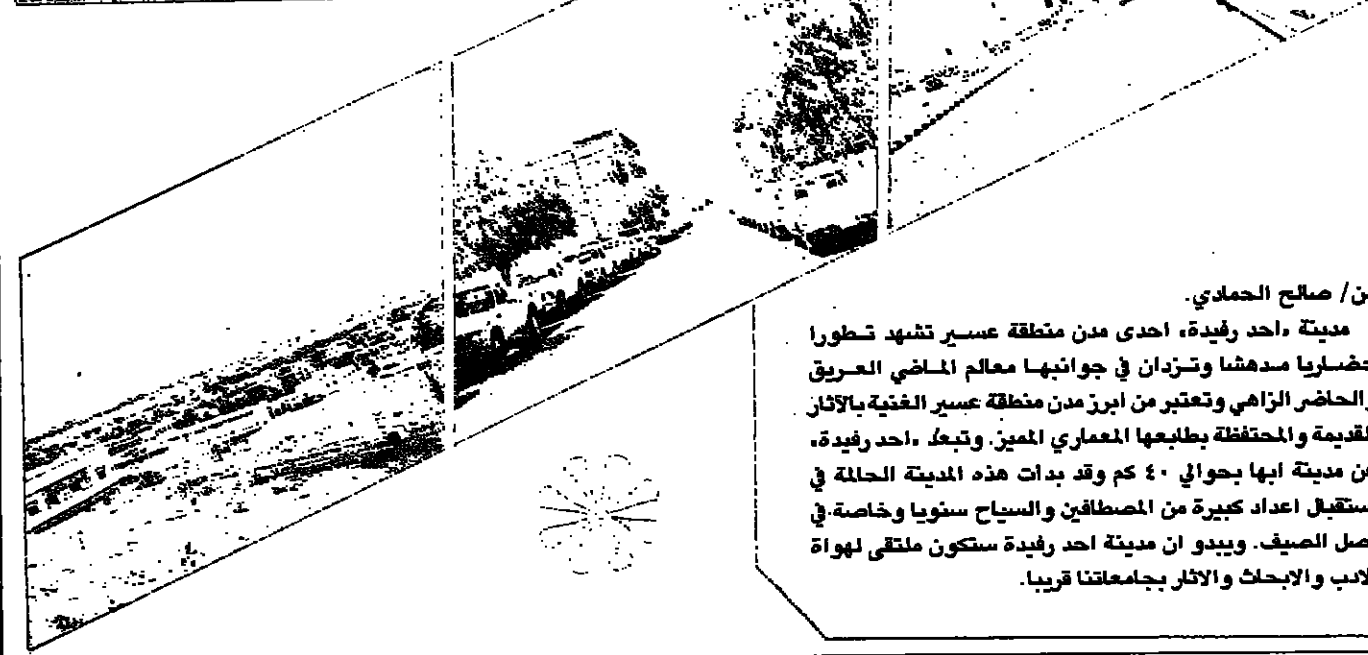 ن/ صالح الحمادي.
مدينة «احد رفيدة» احدى مدن منطقة عسير تشهد تطورا
حضاريا مدهشا وتزدان في جوانبها معالم الماضي العريق
الحاضر الزاهي وتعتبر من ابرز مدن منطقة عسير الغنية بالآثار
لقديمة والمحتفظة بطابعها المعماري المميز. وتبعد «احد رفيدة»
ن مدينة ابها بحوالي ٤٠ كم وقد بدات هذه المدينة الحالمة في
ستقبال اعداد كبيرة من المصطافين والسياح سنويا وخاصة في
صل الصيف. ويبدو ان مدينة احد رفيدة ستكون ملتقى لهواة
لادب والابحاث والاثار بجامعاتنا قريبا.